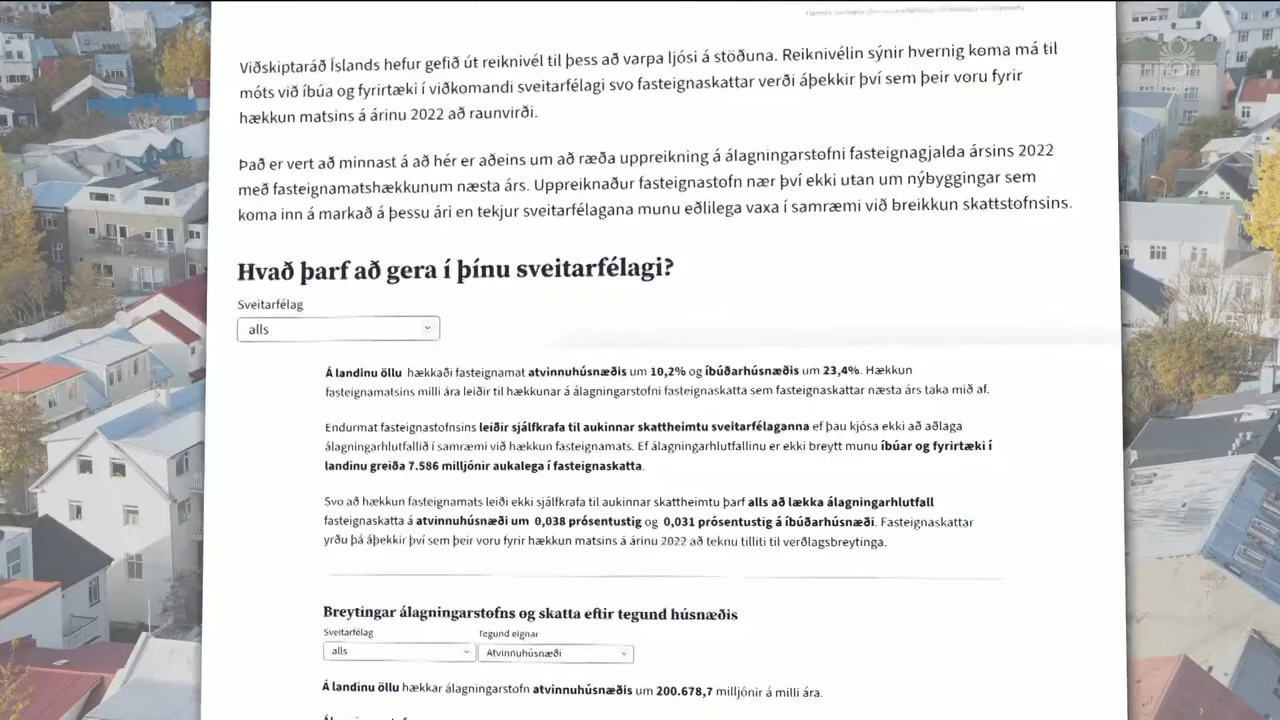 Viðskiptaráð Íslands hefur gefið út reiknivél til þess að varpa ljósi á stöðuna. Reiknivélin sýnir hvernig koma má til
móts við íbúa og fyrirtæki í viðkomandi sveitarfélagi svo fasteignaskattar verði áþekkir því sem þeir voru fyrir
hækkun matsins á árinu 2022 að raunvirði.
Það er vert að minnast á að hér er aðeins um að ræða uppreikning á álagningarstofni fasteignagjalda ársins 2022
með fasteignamatshækkunum næsta árs. Uppreiknaður fasteignastofn nær því ekki utan um nýbyggingar sem
koma inn á markað á þessu ári en tekjur sveitarfélagana munu eðlilega vaxa í samræmi við breikkun skattstofnsins.
Hvað þarf að gera í þínu sveitarfélagi?
Sveitarfélag
alls
Á landinu öllu hækkaði fasteignamat atvinnuhúsnæðis um 10,2% og íbúðarhúsnæðis um 23,4%. Hækkun
fasteignamatsins milli ára leiðir til hækkunar á álagningarstofni fasteignaskatta sem fasteignaskattar næsta árs taka mið af.
Endurmat fasteignastofnsins leiðir sjálfkrafa til aukinnar skattheimtu sveitarfélaganna ef þau kjósa ekki að aðlaga
álagningarhlutfallið í samræmi við hækkun fasteignamats. Ef álagningarhlutfallinu er ekki breytt munu íbúar og fyrirtæki í
landinu greiða 7.586 milljónir aukalega í fasteignaskatta.
Svo að hækkun fasteignamats leiði ekki sjálfkrafa til aukinnar skattheimtu þarf alls að lækka álagningarhlutfall
fasteignaskatta á atvinnuhúsnæði um 0,038 prósentustig og 0,031 prósentustig á íbúðarhúsnæði. Fasteignaskattar
yrðu þá áþekkir því sem þeir voru fyrir hækkun matsins á árinu 2022 að teknu tilliti til verðlagsbreytinga.
Breytingar álagningarstofns og skatta eftir tegund húsnæðis
Sveitarfélag Tegund eignar
alls Atvinnuhúsnæði
Á landinu öllu hækkar álagningarstofn atvinnuhúsnæðis um 200.678,7 milljónir á milli ára.